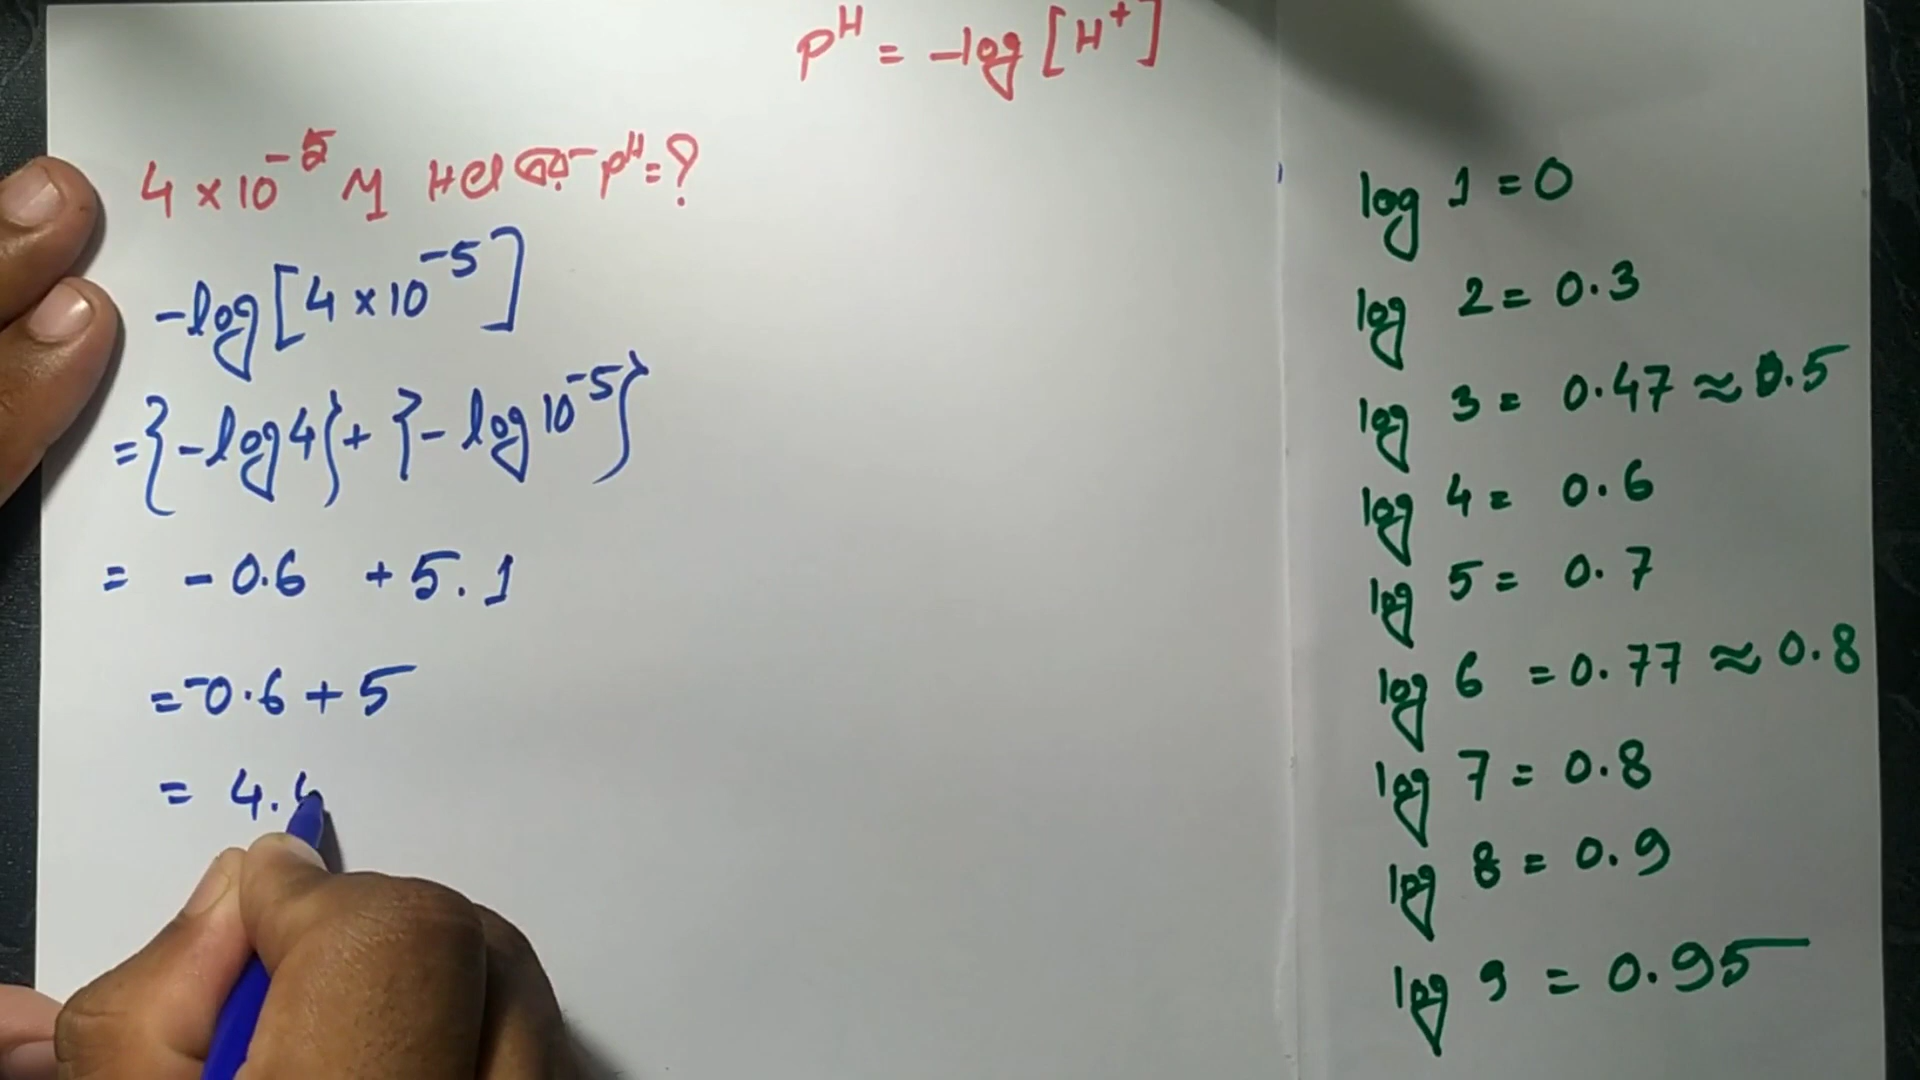 pᴴ = -log [H⁺]
4 × 10⁻⁵ M HCl এর pᴴ = ?
-log [4 × 10⁻⁵]
= {-log 4} + {-log 10⁻⁵}
= -0.6 + 5.1
= -0.6 + 5
= 4.4
log 1 = 0
log 2 = 0.3
log 3 = 0.47 ≈ 0.5
log 4 = 0.6
log 5 = 0.7
log 6 = 0.77 ≈ 0.8
log 7 = 0.8
log 8 = 0.9
log 9 = 0.95